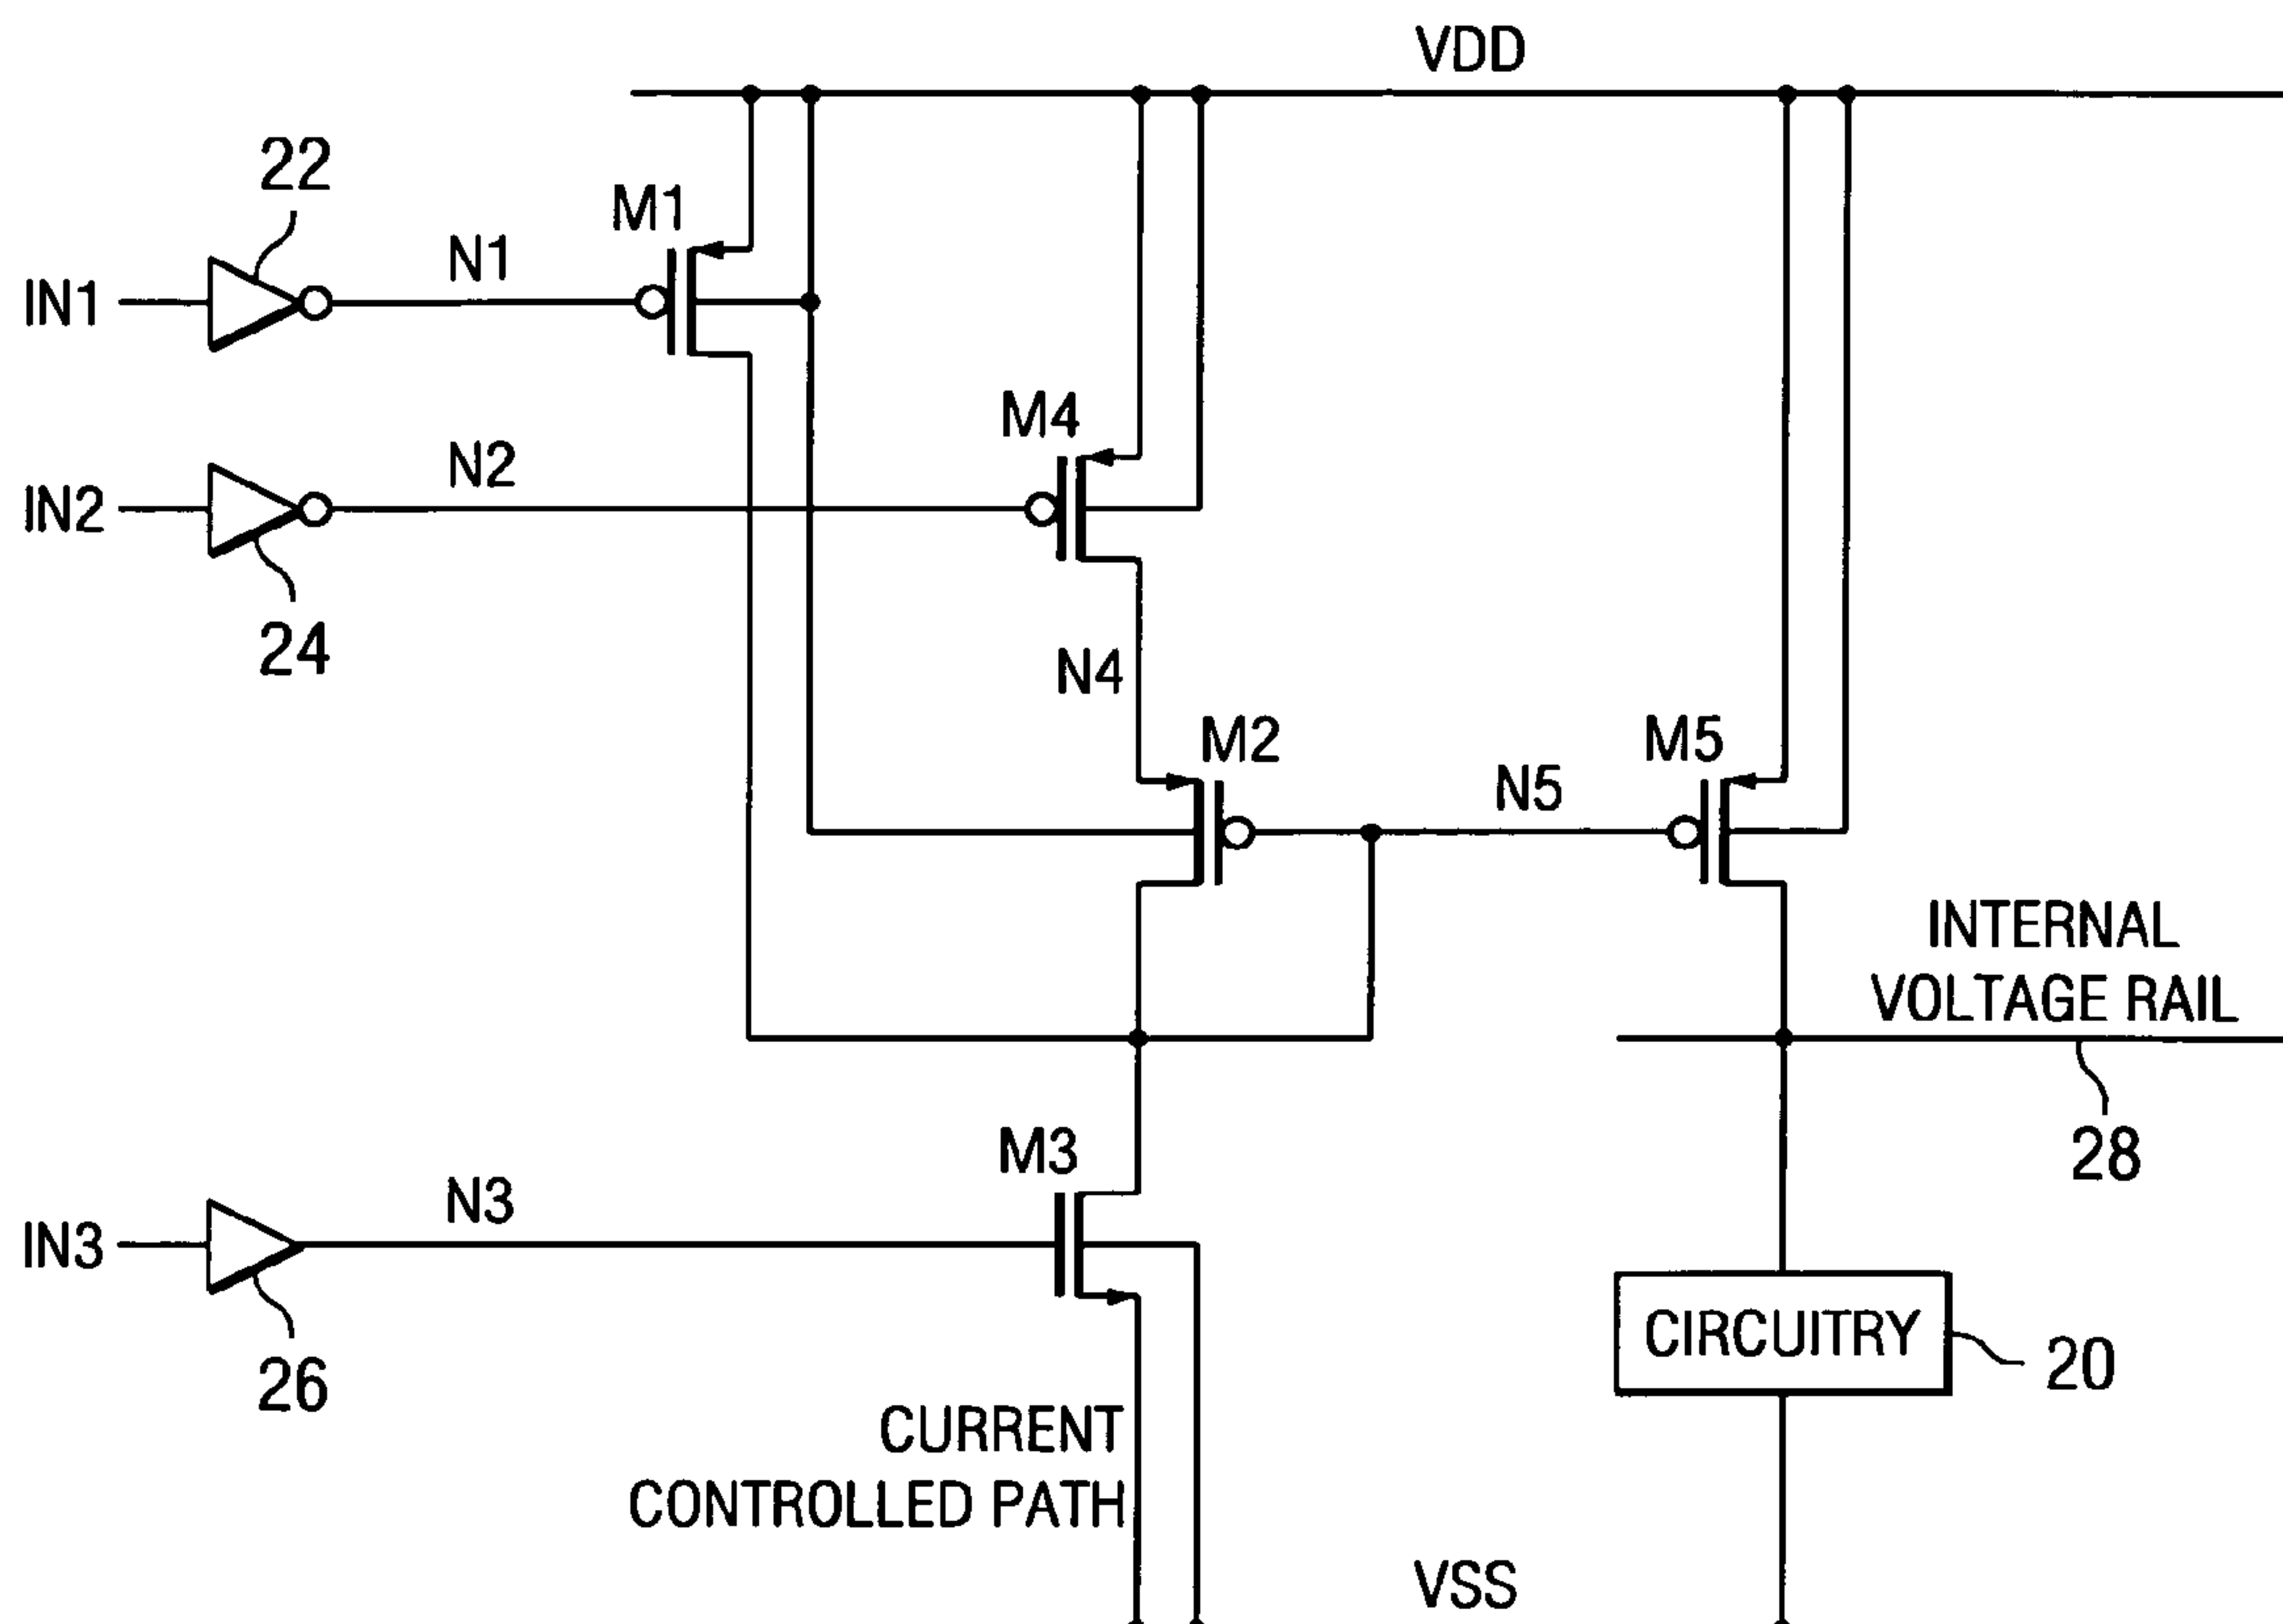 VDD
22
M1
N1
IN1
M4
N2
IN2
24
N4
M2
M5
N5
INTERNAL
VOLTAGE RAIL
28
M3
N3
IN3
26
CIRCUITRY
20
CURRENT
CONTROLLED PATH
VSS